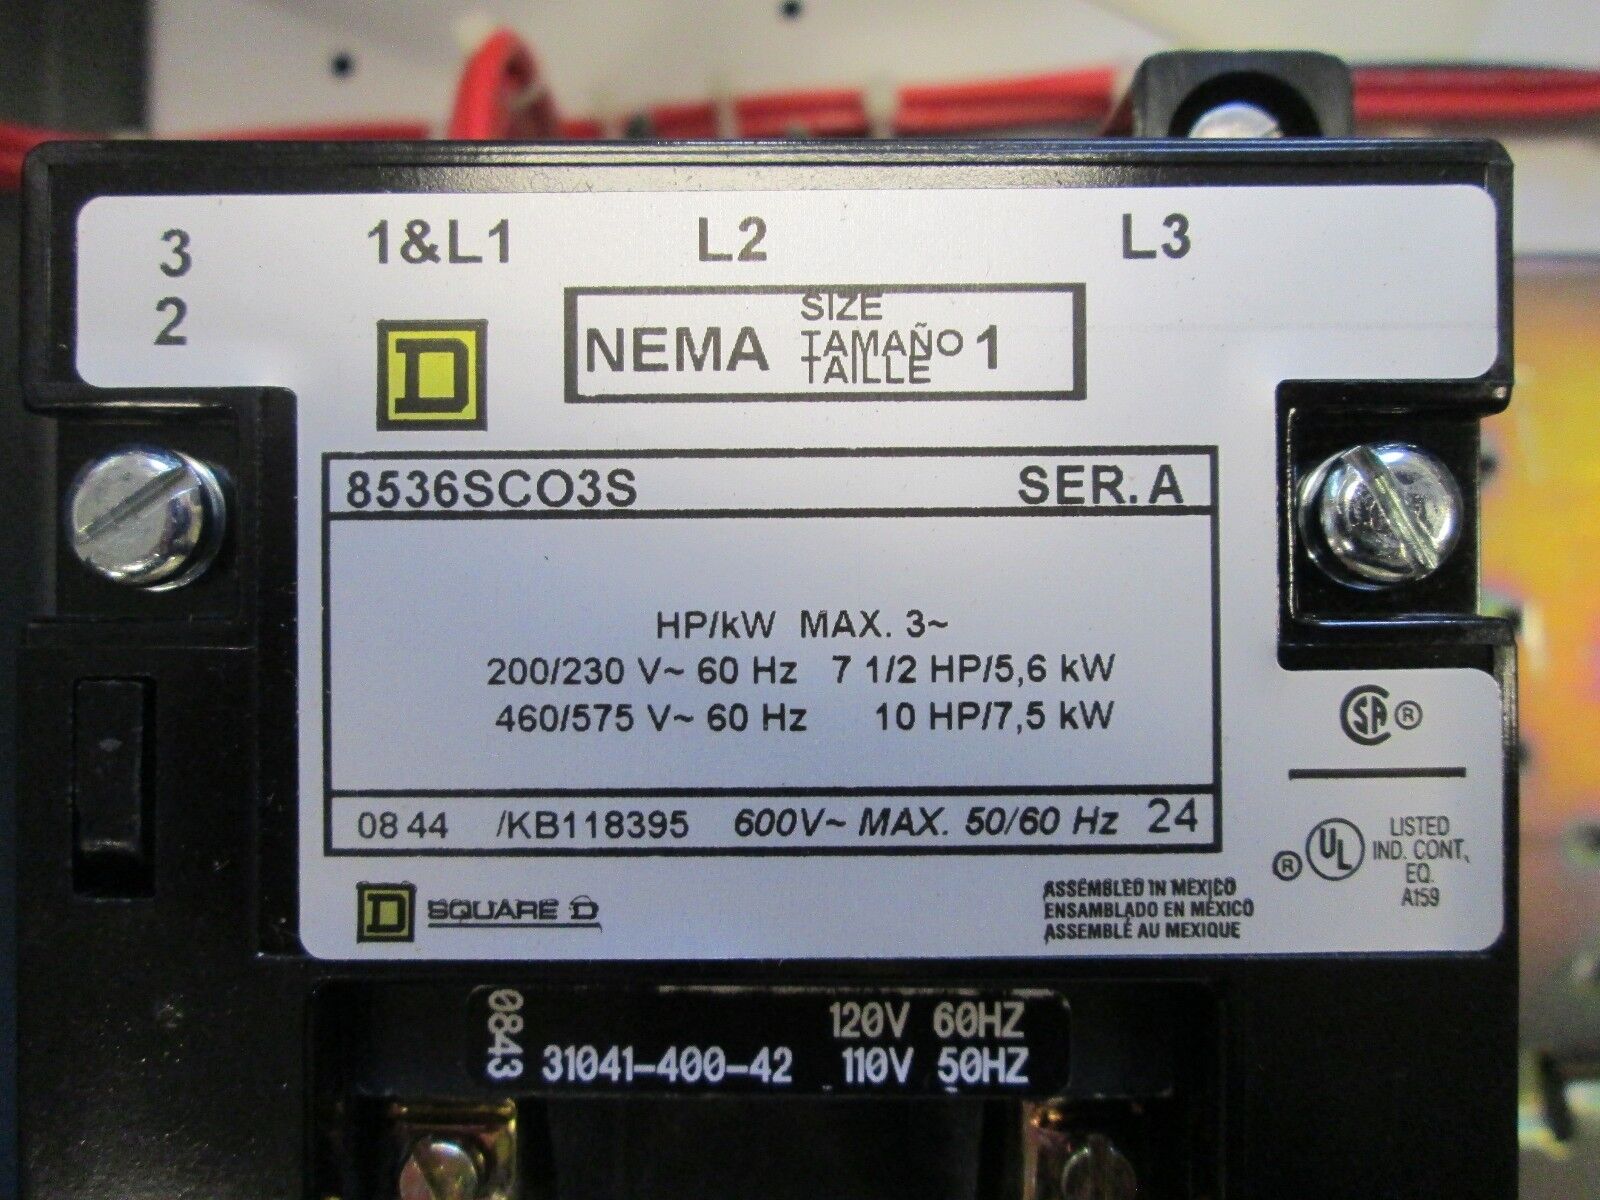 3 1&L1 L2 L3
2
D
NEMA SIZE TAMAÑO TAILLE 1
8536SCO3S SER. A
HP/kW MAX. 3~
200/230 V~ 60 Hz 7 1/2 HP/5,6 kW
460/575 V~ 60 Hz 10 HP/7,5 kW
08 44 /KB118395 600V~ MAX. 50/60 Hz 24
SA ®
® UL LISTED
IND. CONT.
EQ.
A159
D SQUARE D
ASSEMBLED IN MEXICO
ENSAMBLADO EN MÉXICO
ASSEMBLÉ AU MEXIQUE
0843
120V 60HZ
31041-400-42 110V 50HZ